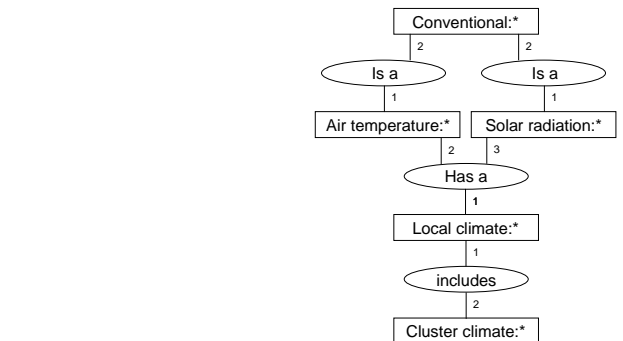 Conventional:*
2 2
Is a Is a
1 1
Air temperature:* Solar radiation:*
2 3
Has a
1
Local climate:*
1
includes
2
Cluster climate:*